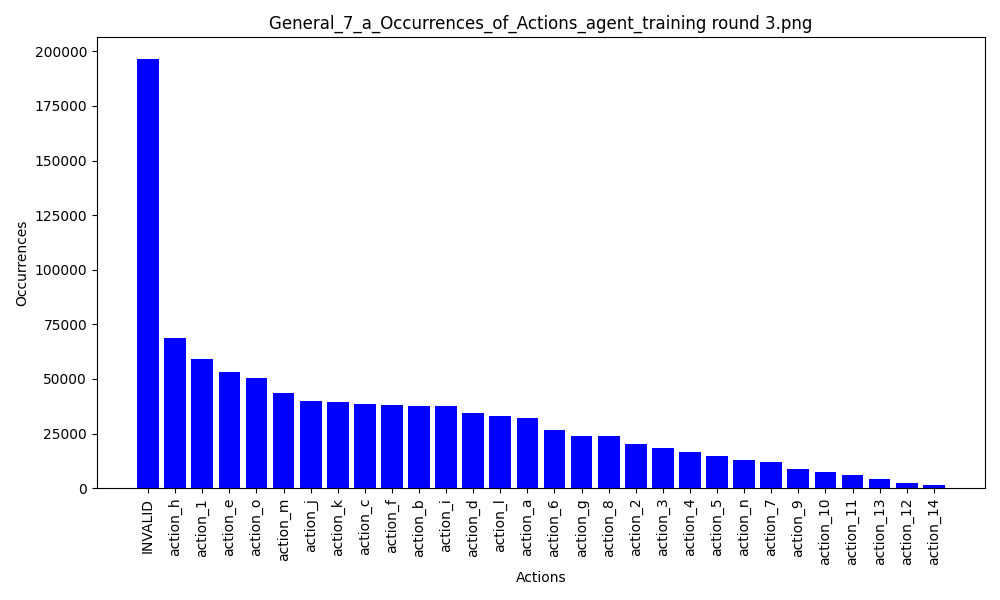 General_7_a_Occurrences_of_Actions_agent_training round 3.png
Occurrences
200000
175000
150000
125000
100000
75000
50000
25000
0
INVALID
action_h
action_1
action_e
action_o
action_m
action_j
action_k
action_c
action_f
action_b
action_i
action_d
action_l
action_a
action_6
action_g
action_8
action_2
action_3
action_4
action_5
action_n
action_7
action_9
action_10
action_11
action_13
action_12
action_14
Actions